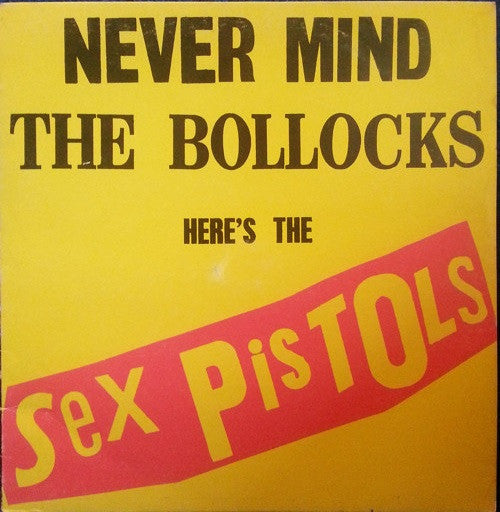 NEVER MIND
THE BOLLOCKS
HERE'S THE
Sex PiSTOls